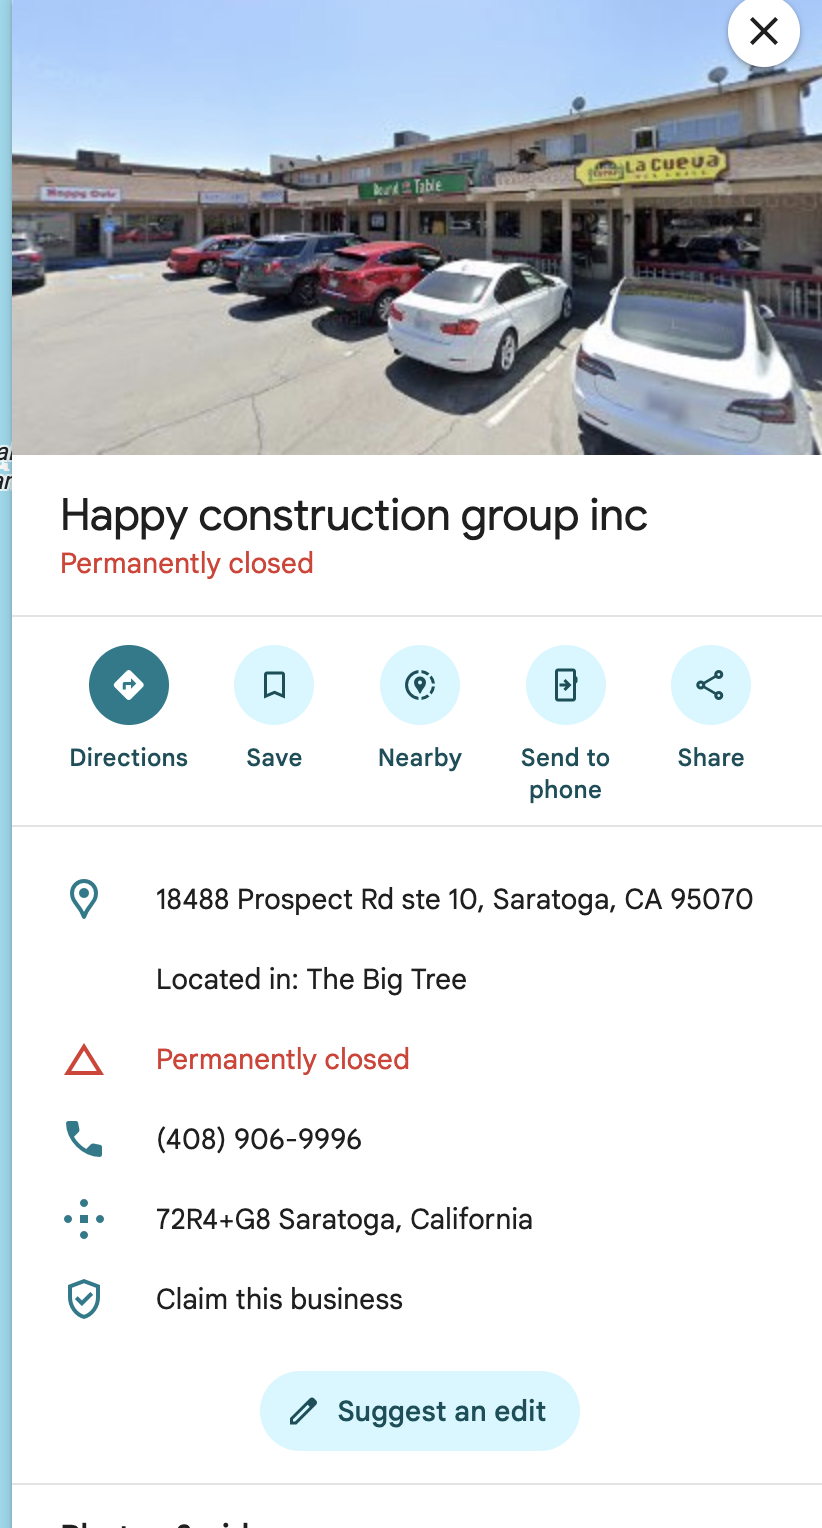 Happy Cuts
Round Table
La Cueva
Happy construction group inc
Permanently closed
Directions
Save
Nearby
Send to
phone
Share
18488 Prospect Rd ste 10, Saratoga, CA 95070
Located in: The Big Tree
Permanently closed
(408) 906-9996
72R4+G8 Saratoga, California
Claim this business
Suggest an edit